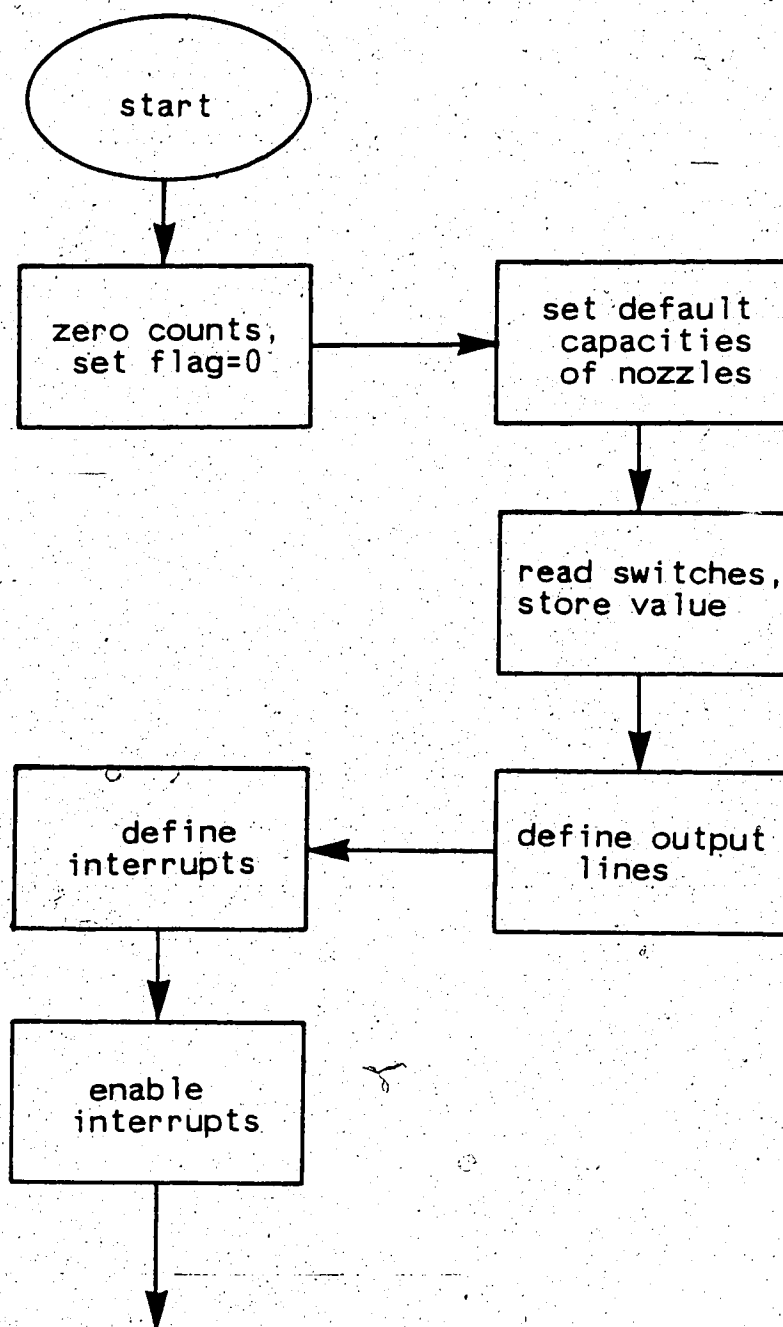 start
zero counts,
set flag=0
set default
capacities
of nozzles
read switches,
store value
define output
lines
define
interrupts
enable
interrupts